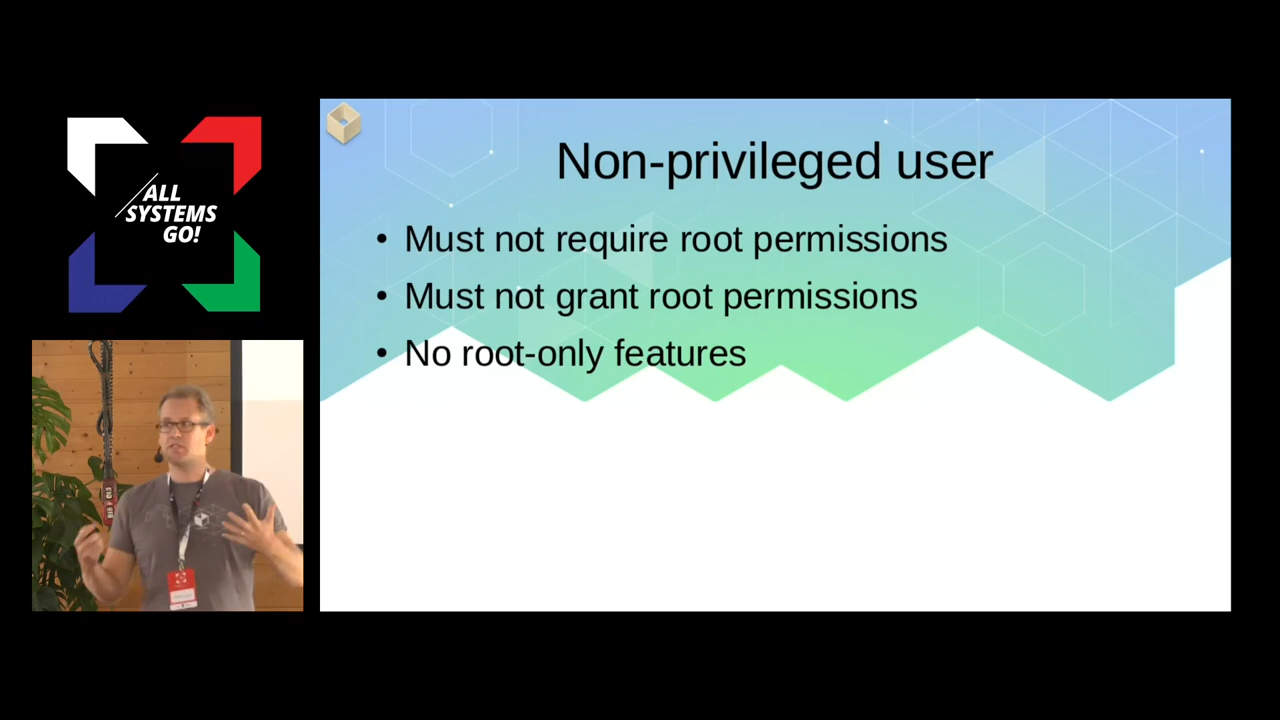 ALL
SYSTEMS
GO!
Non-privileged user
• Must not require root permissions
• Must not grant root permissions
• No root-only features